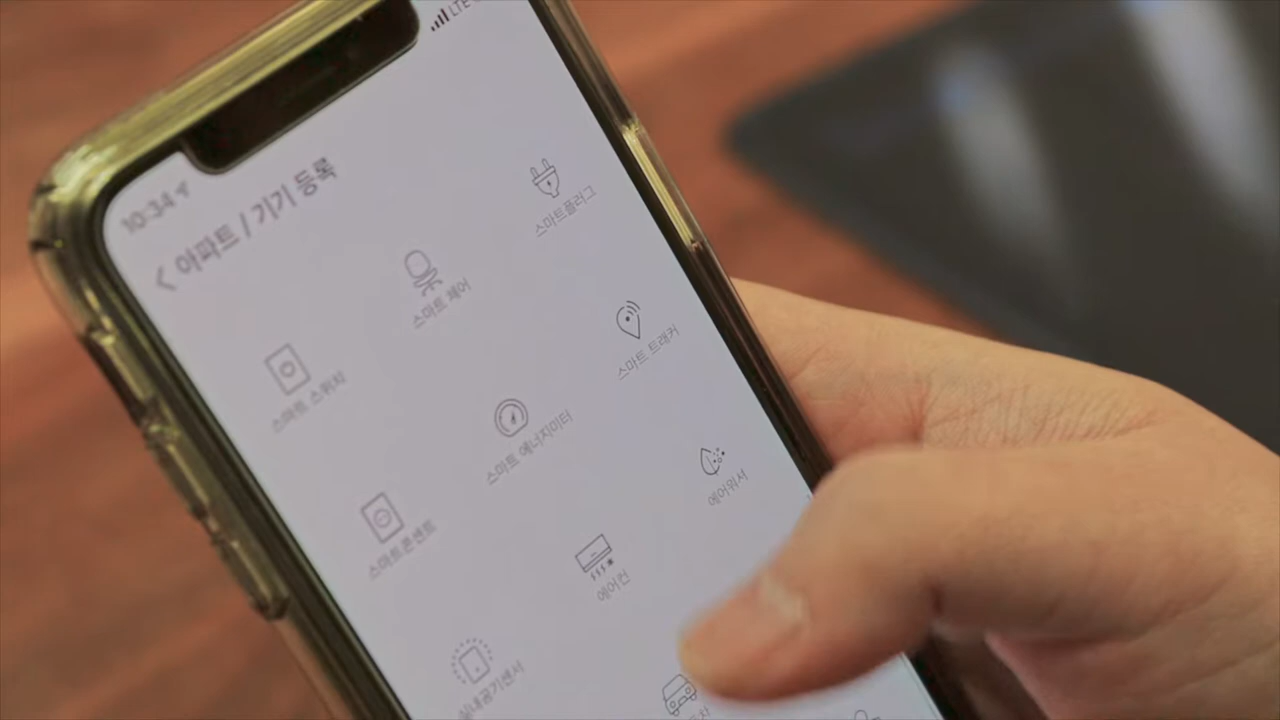 10:34
LTE
아파트 / 기기 등록
스마트 스위치
스마트 체어
스마트플러그
스마트콘센트
스마트 에너지미터
스마트 트래커
실내공기센서
에어컨
에어워셔